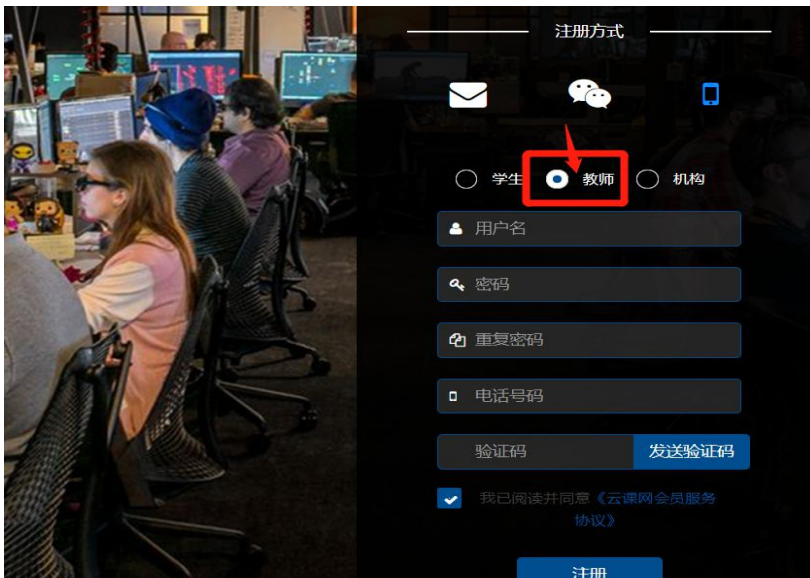 注册方式
学生 教师 机构
用户名
密码
重复密码
电话号码
验证码 发送验证码
我已阅读并同意《云课网会员服务
协议》
注册